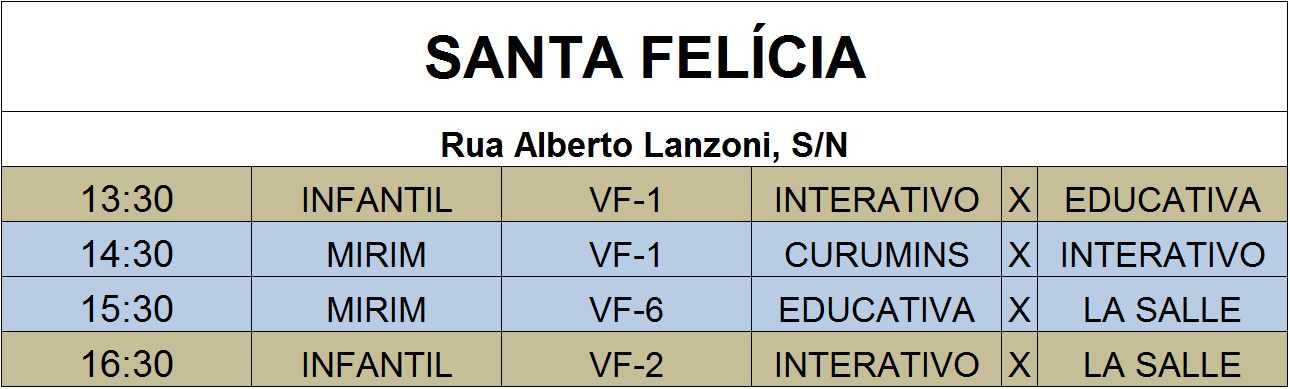 SANTA FELÍCIA
Rua Alberto Lanzoni, S/N
13:30 INFANTIL VF-1 INTERATIVO X EDUCATIVA
14:30 MIRIM VF-1 CURUMINS X INTERATIVO
15:30 MIRIM VF-6 EDUCATIVA X LA SALLE
16:30 INFANTIL VF-2 INTERATIVO X LA SALLE